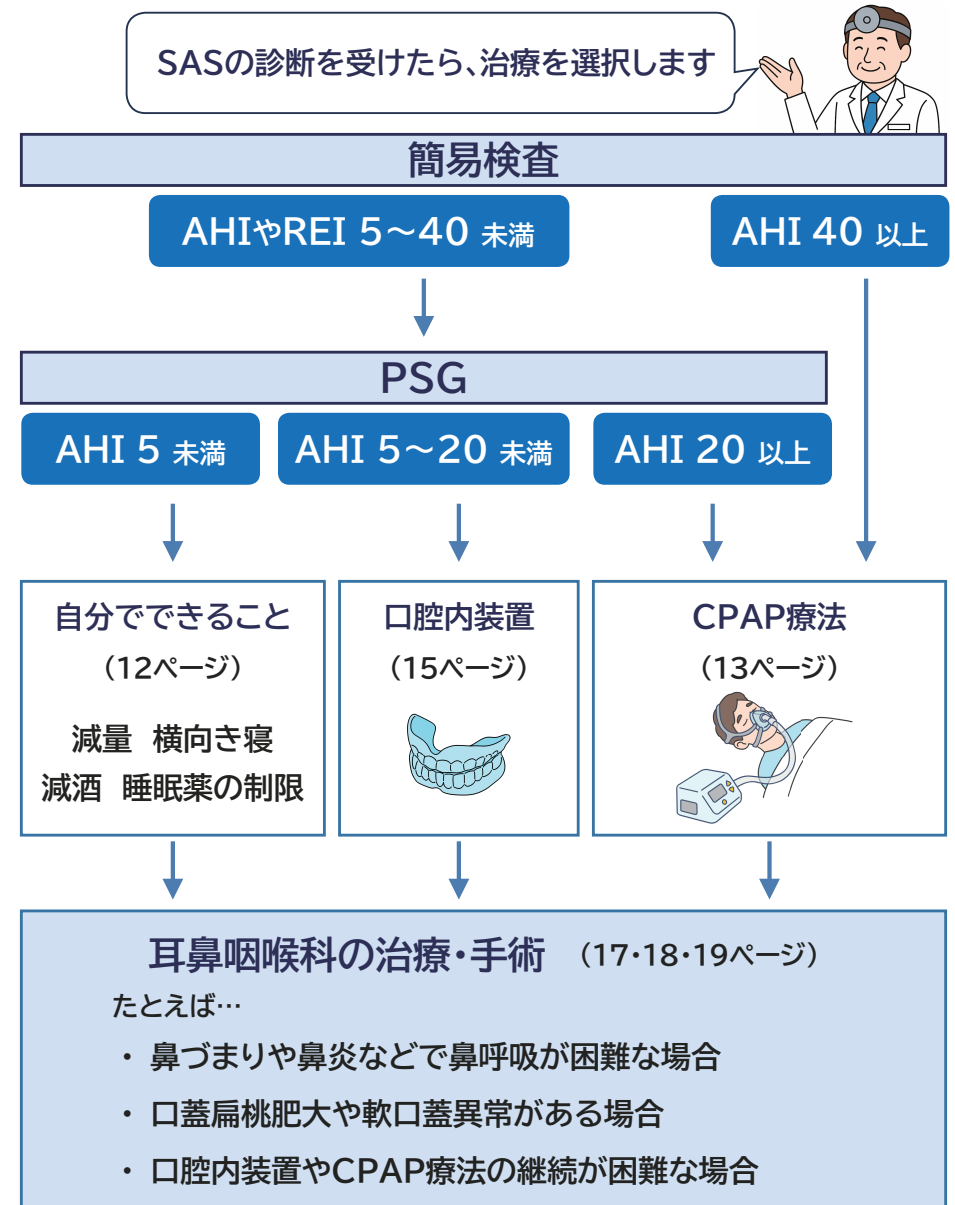 SASの診断を受けたら、治療を選択します
簡易検査
AHIやREI 5～40 未満
AHI 40 以上
PSG
AHI 5 未満
AHI 5～20 未満
AHI 20 以上
自分でできること
（12ページ）
減量 横向き寝
減酒 睡眠薬の制限
口腔内装置
（15ページ）
CPAP療法
（13ページ）
耳鼻咽喉科の治療・手術 （17・18・19ページ）
たとえば…
・ 鼻づまりや鼻炎などで鼻呼吸が困難な場合
・ 口蓋扁桃肥大や軟口蓋異常がある場合
・ 口腔内装置やCPAP療法の継続が困難な場合